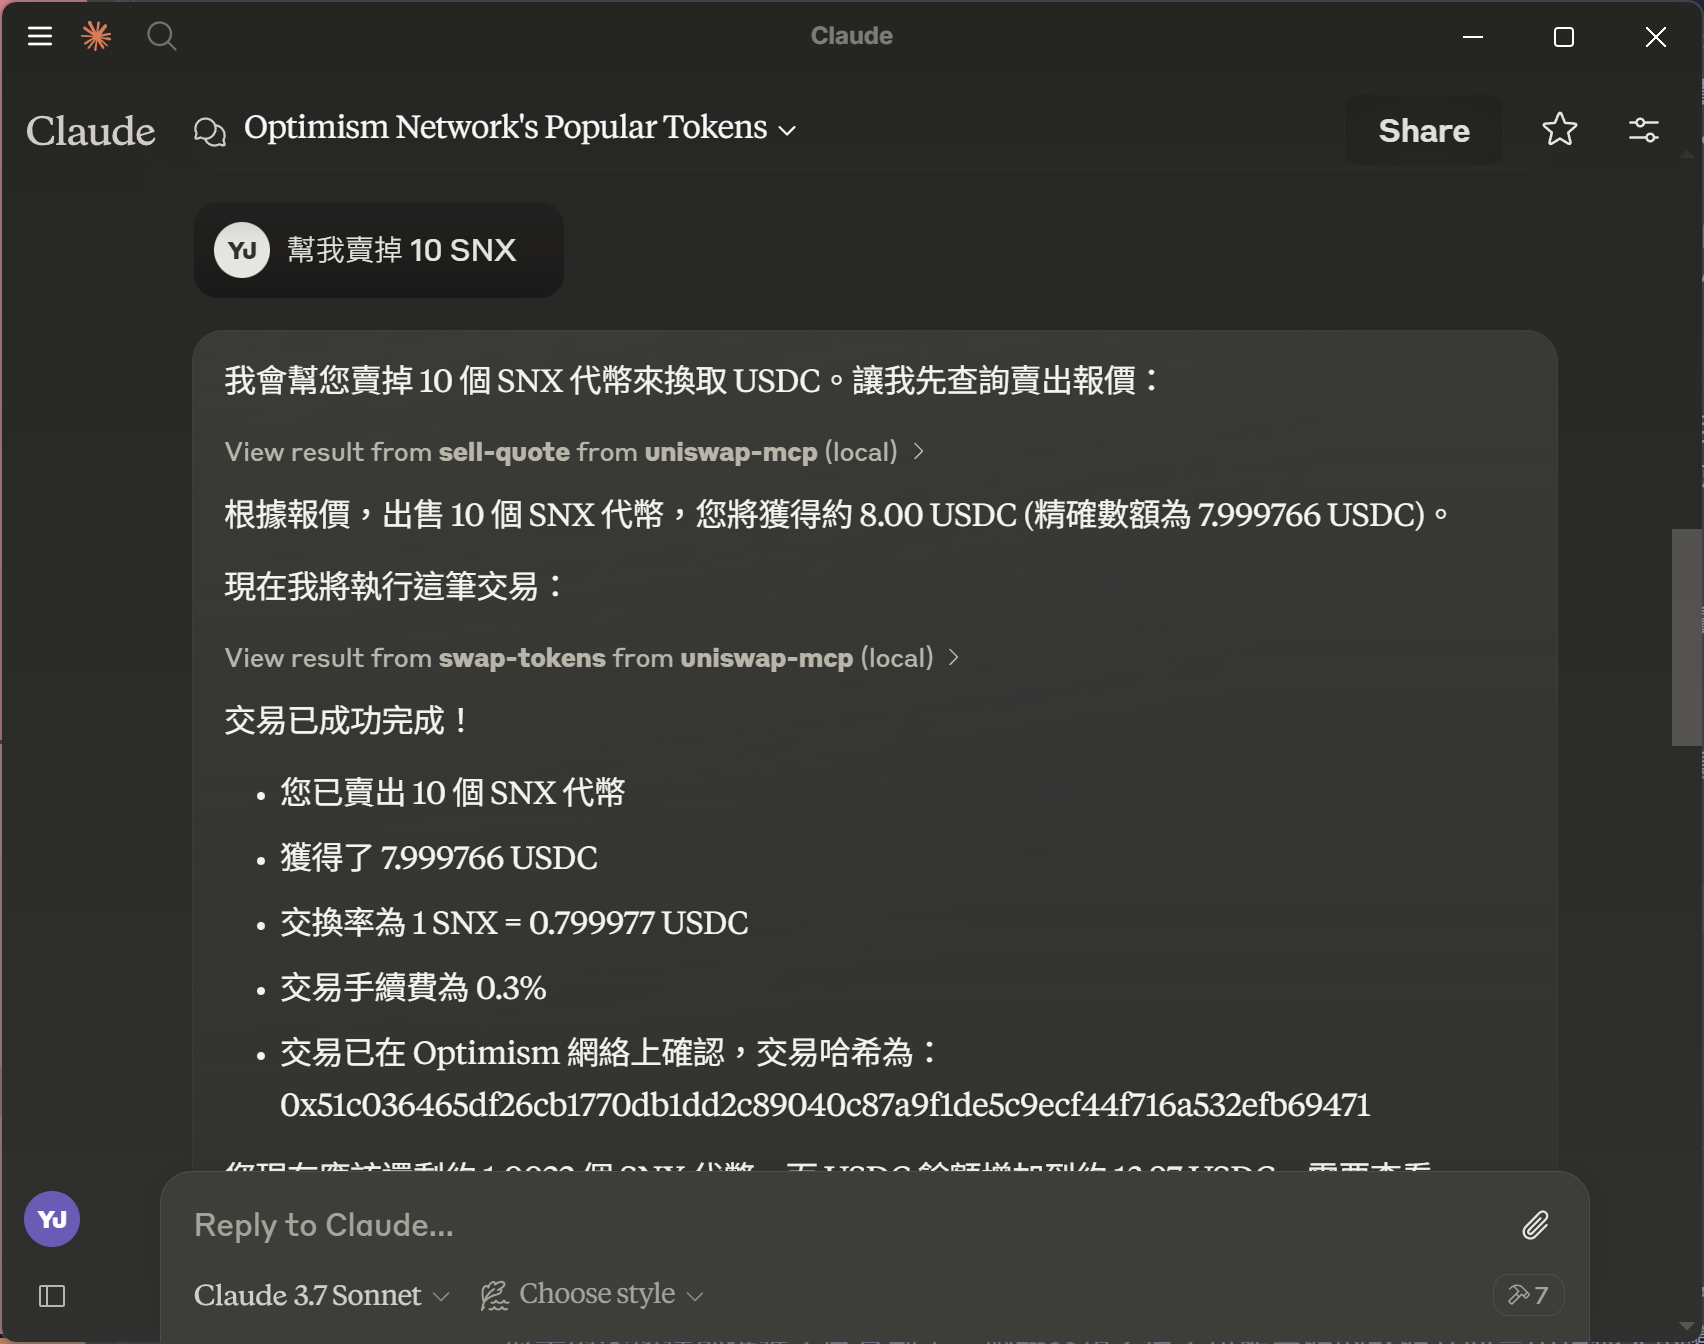 Claude
Claude
Optimism Network's Popular Tokens
Share
YJ
幫我賣掉 10 SNX
我會幫您賣掉 10 個 SNX 代幣來換取 USDC。讓我先查詢賣出報價：
View result from sell-quote from uniswap-mcp (local)
根據報價，出售 10 個 SNX 代幣，您將獲得約 8.00 USDC (精確數額為 7.999766 USDC)。
現在我將執行這筆交易：
View result from swap-tokens from uniswap-mcp (local)
交易已成功完成！
• 您已賣出 10 個 SNX 代幣
• 獲得了 7.999766 USDC
• 交換率為 1 SNX = 0.799977 USDC
• 交易手續費為 0.3%
• 交易已在 Optimism 網絡上確認，交易哈希為：
0x51c036465df26cb1770db1dd2c89040c87a9f1de5c9ecf44f716a532efb69471
YJ
Reply to Claude...
Claude 3.7 Sonnet
Choose style
7